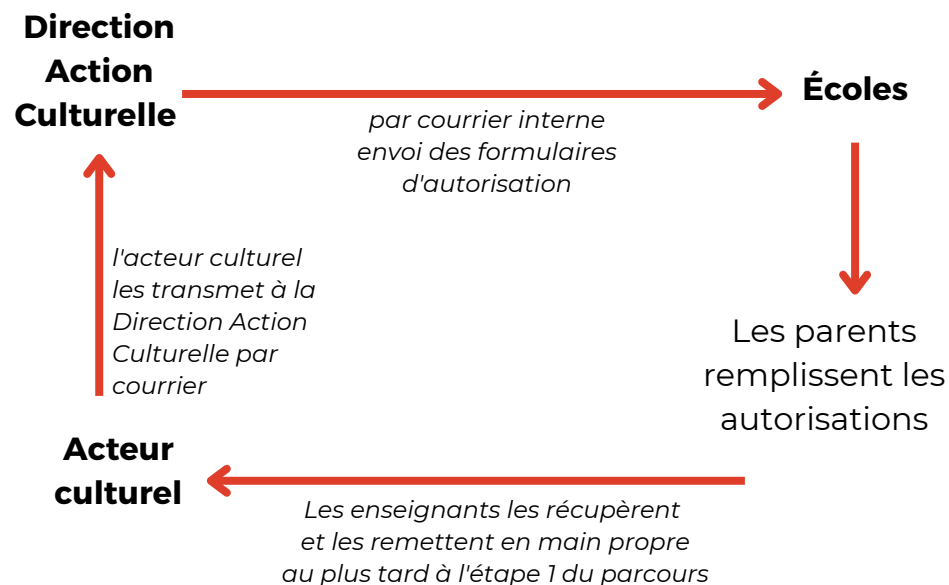 Direction
Action
Culturelle
Écoles
par courrier interne
envoi des formulaires
d'autorisation
l'acteur culturel
les transmet à la
Direction Action
Culturelle par
courrier
Les parents
remplissent les
autorisations
Acteur
culturel
Les enseignants les récupèrent
et les remettent en main propre
au plus tard à l'étape 1 du parcours